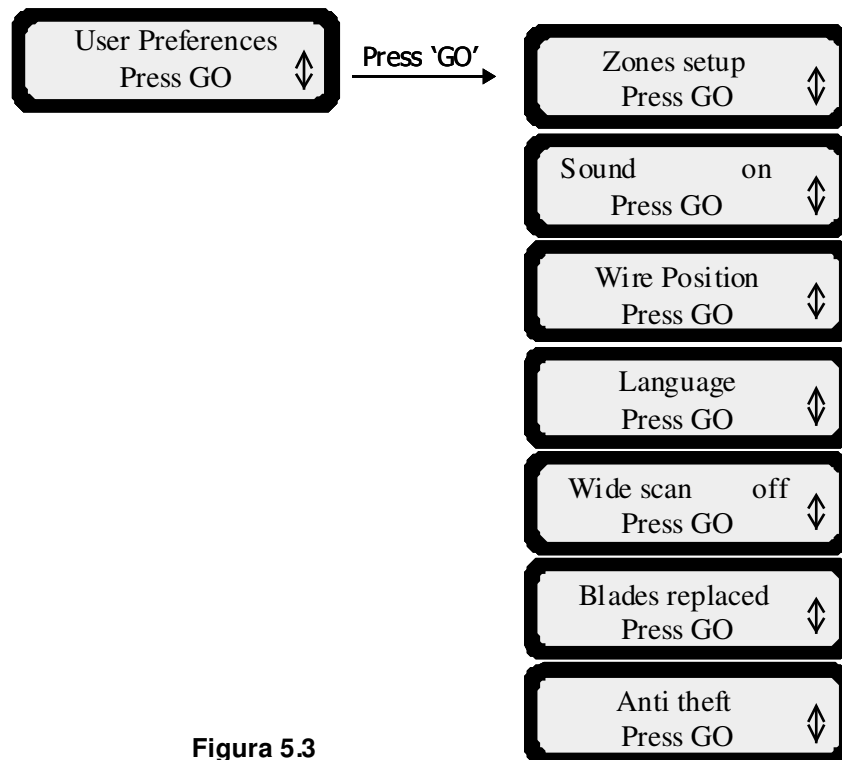 User Preferences
Press GO
Press ‘GO’
Zones setup
Press GO
Sound on
Press GO
Wire Position
Press GO
Language
Press GO
Wide scan off
Press GO
Blades replaced
Press GO
Anti theft
Press GO
Figura 5.3